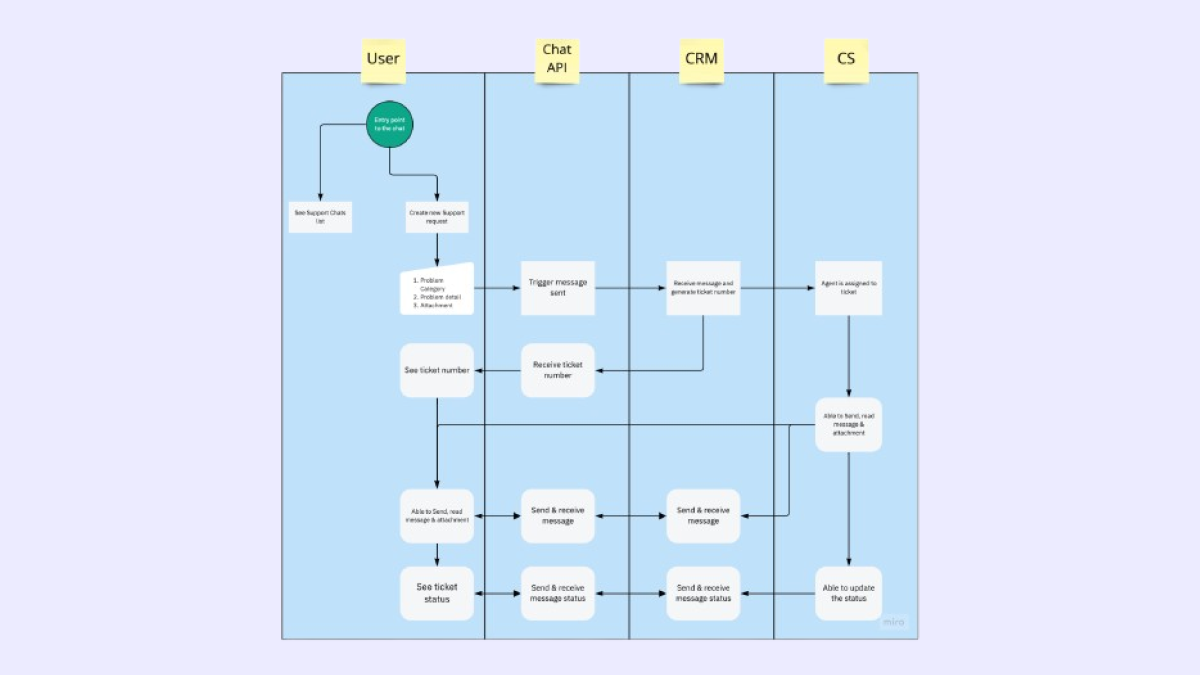 User
Chat
API
CRM
CS
Entry point
to the chat
See Support Chats
list
Create new Support
request
1. Problem
Category
2. Problem detail
3. Attachment
Trigger message
sent
Receive message and
generate ticket number
Agent is assigned to
ticket
See ticket number
Receive ticket
number
Able to Send, read
message &
attachment
Able to Send, read
message & attachment
Send & receive
message
Send & receive
message
See ticket
status
Send & receive
message status
Send & receive
message status
Able to update
the status
miro